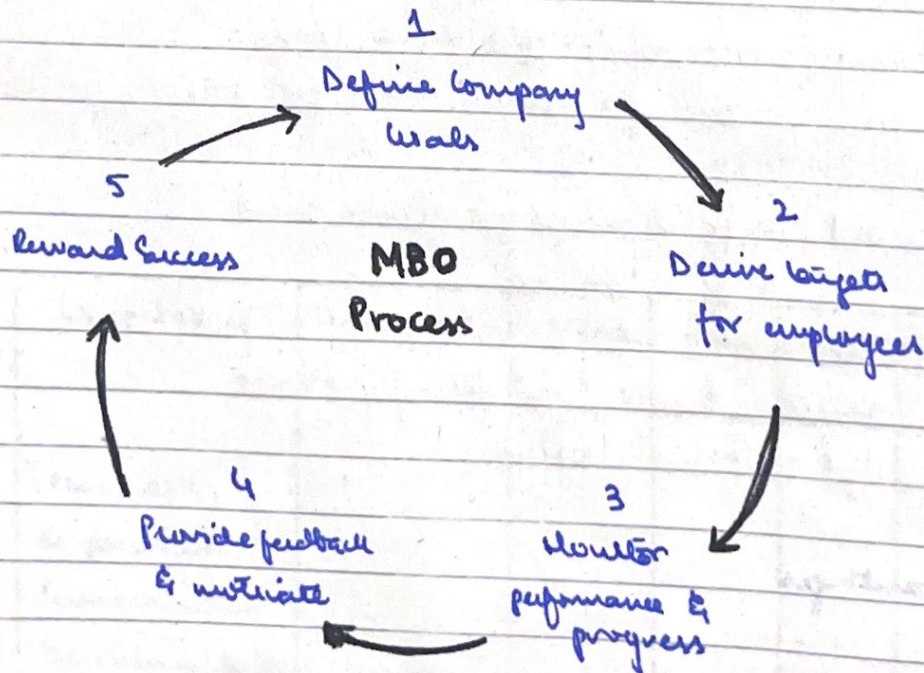 1
Define Company
Goals
2
Derive targets
for employees
3
Monitor
performance &
progress
4
Provide feedback
& motivate
5
Reward Success
MBO
Process